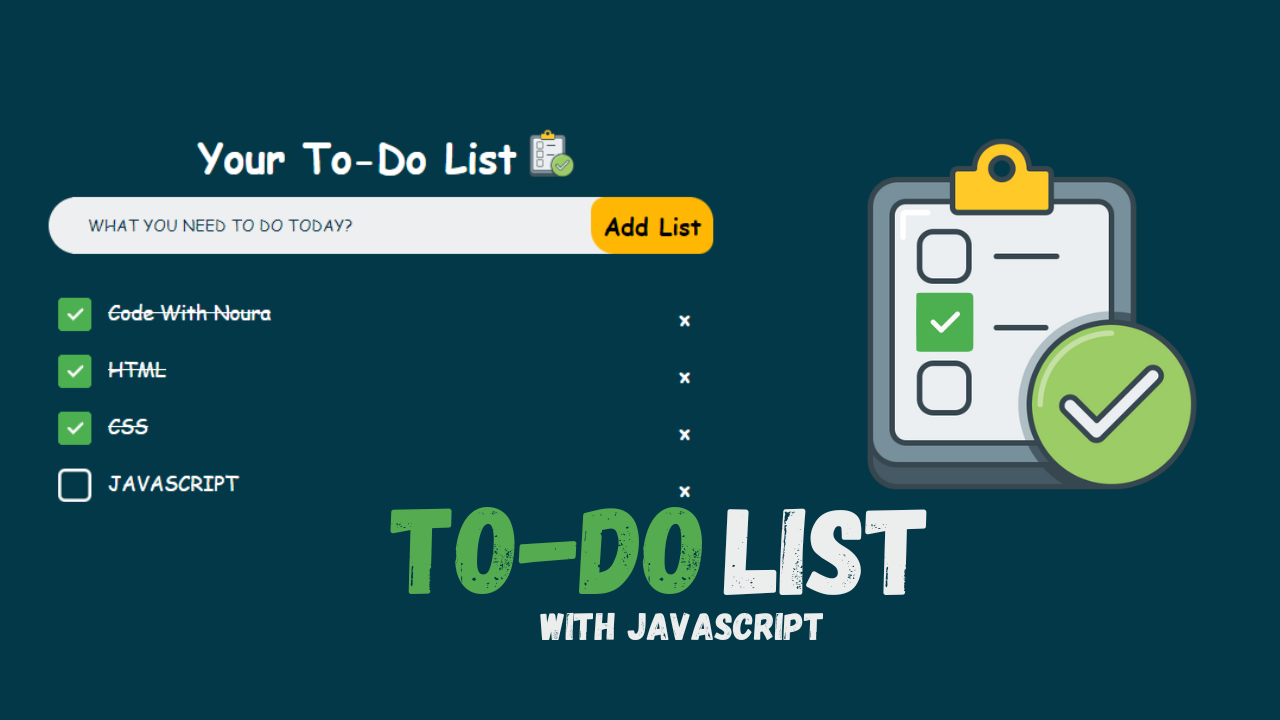 Your To-Do List
WHAT YOU NEED TO DO TODAY?
Add List
Code With Noura
x
HTML
x
CSS
x
JAVASCRIPT
x
TO-DO LIST
WITH JAVASCRIPT